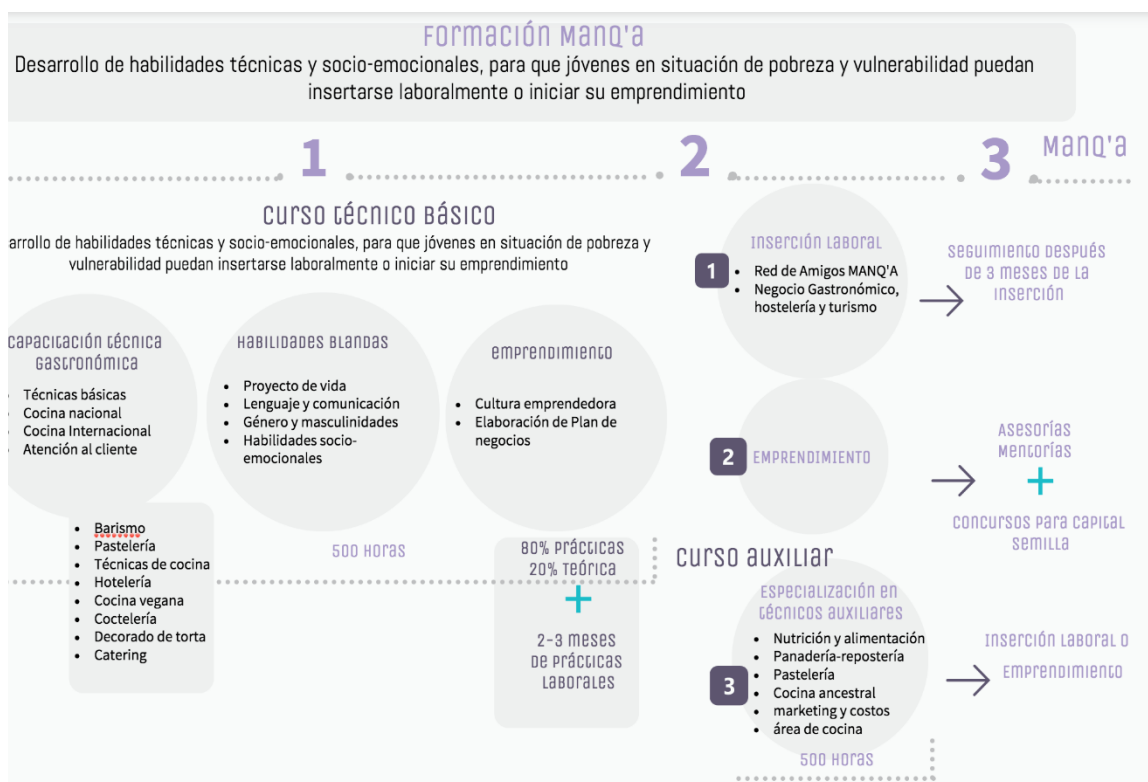 Formación Manq'a
Desarrollo de habilidades técnicas y socio-emocionales, para que jóvenes en situación de pobreza y vulnerabilidad puedan
insertarse laboralmente o iniciar su emprendimiento
1
2
3
Manq'a
Curso Técnico Básico
arrollo de habilidades técnicas y socio-emocionales, para que jóvenes en situación de pobreza y
vulnerabilidad puedan insertarse laboralmente o iniciar su emprendimiento
Capacitación técnica
gastronómica
Técnicas básicas
Cocina nacional
Cocina Internacional
Atención al cliente
Habilidades Blandas
• Proyecto de vida
• Lenguaje y comunicación
• Género y masculinidades
• Habilidades socio-
emocionales
Emprendimiento
• Cultura emprendedora
• Elaboración de Plan de
negocios
• Barismo
• Pastelería
• Técnicas de cocina
• Hotelería
• Cocina vegana
• Coctelería
• Decorado de torta
• Catering
500 Horas
80% Prácticas
20% Teórica
+
2-3 meses
de Prácticas
Laborales
Inserción Laboral
1
• Red de Amigos MANQ'A
• Negocio Gastronómico,
hostelería y turismo
Seguimiento después
de 3 meses de la
inserción
2
EMPRENDIMIENTO
Asesorías
Mentorías
+
Concursos para capital
semilla
Curso Auxiliar
Especialización en
técnicos auxiliares
• Nutrición y alimentación
• Panadería-repostería
• Pastelería
• Cocina ancestral
• marketing y costos
• área de cocina
3
500 Horas
Inserción Laboral o
Emprendimiento